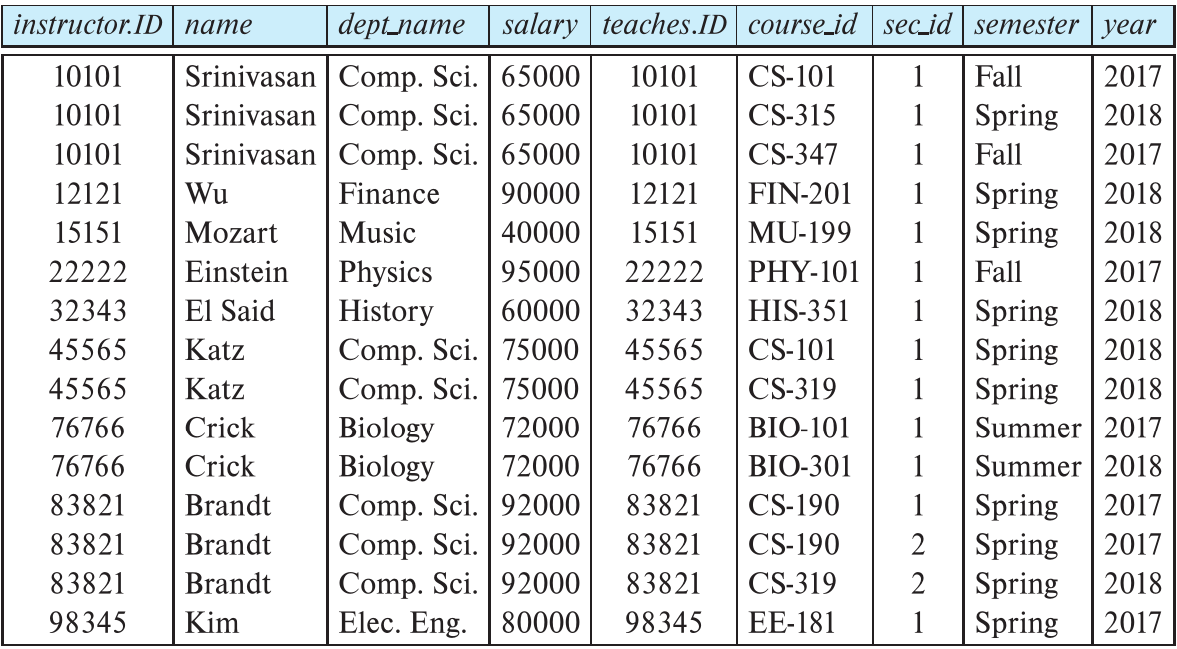 instructor.ID name dept_name salary teaches.ID course_id sec_id semester year
10101 Srinivasan Comp. Sci. 65000 10101 CS-101 1 Fall 2017
10101 Srinivasan Comp. Sci. 65000 10101 CS-315 1 Spring 2018
10101 Srinivasan Comp. Sci. 65000 10101 CS-347 1 Fall 2017
12121 Wu Finance 90000 12121 FIN-201 1 Spring 2018
15151 Mozart Music 40000 15151 MU-199 1 Spring 2018
22222 Einstein Physics 95000 22222 PHY-101 1 Fall 2017
32343 El Said History 60000 32343 HIS-351 1 Spring 2018
45565 Katz Comp. Sci. 75000 45565 CS-101 1 Spring 2018
45565 Katz Comp. Sci. 75000 45565 CS-319 1 Spring 2018
76766 Crick Biology 72000 76766 BIO-101 1 Summer 2017
76766 Crick Biology 72000 76766 BIO-301 1 Summer 2018
83821 Brandt Comp. Sci. 92000 83821 CS-190 1 Spring 2017
83821 Brandt Comp. Sci. 92000 83821 CS-190 2 Spring 2017
83821 Brandt Comp. Sci. 92000 83821 CS-319 2 Spring 2018
98345 Kim Elec. Eng. 80000 98345 EE-181 1 Spring 2017